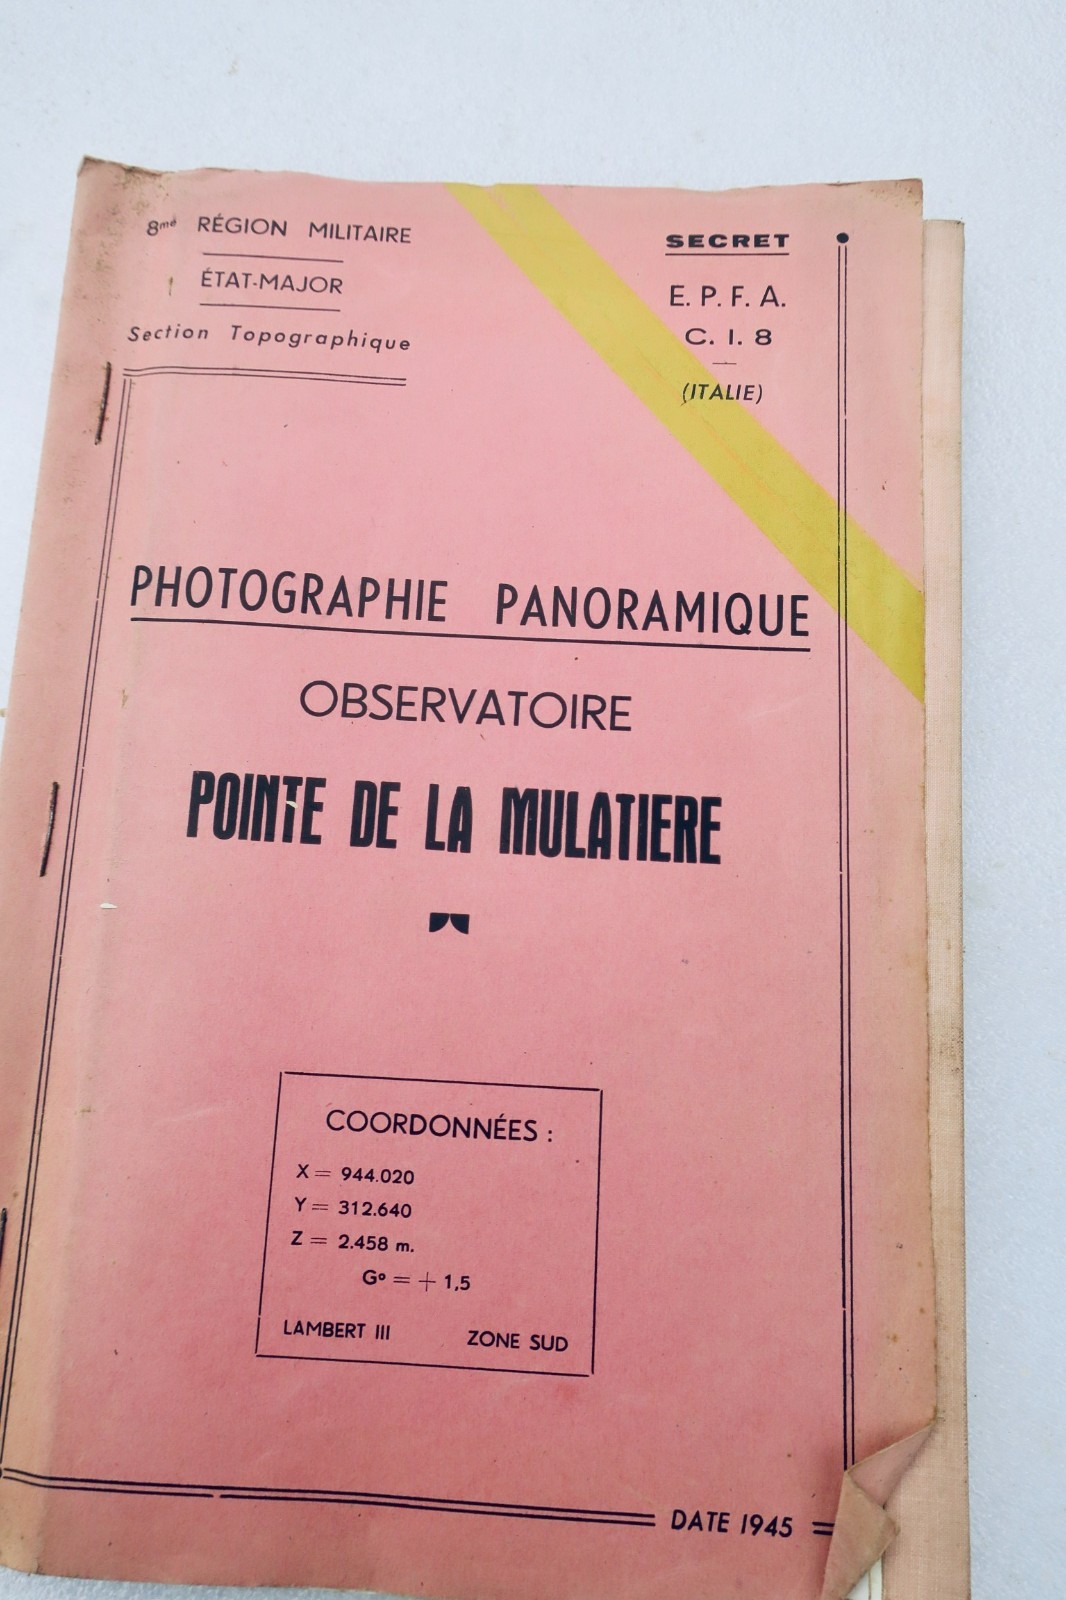 8me RÉGION MILITAIRE
ÉTAT-MAJOR
Section Topographique
SECRET
E. P. F. A.
C. I. 8
(ITALIE)
PHOTOGRAPHIE PANORAMIQUE
OBSERVATOIRE
POINTE DE LA MULATIERE
COORDONNÉES :
X = 944.020
Y = 312.640
Z = 2.458 m.
Go = + 1,5
LAMBERT III ZONE SUD
DATE 1945